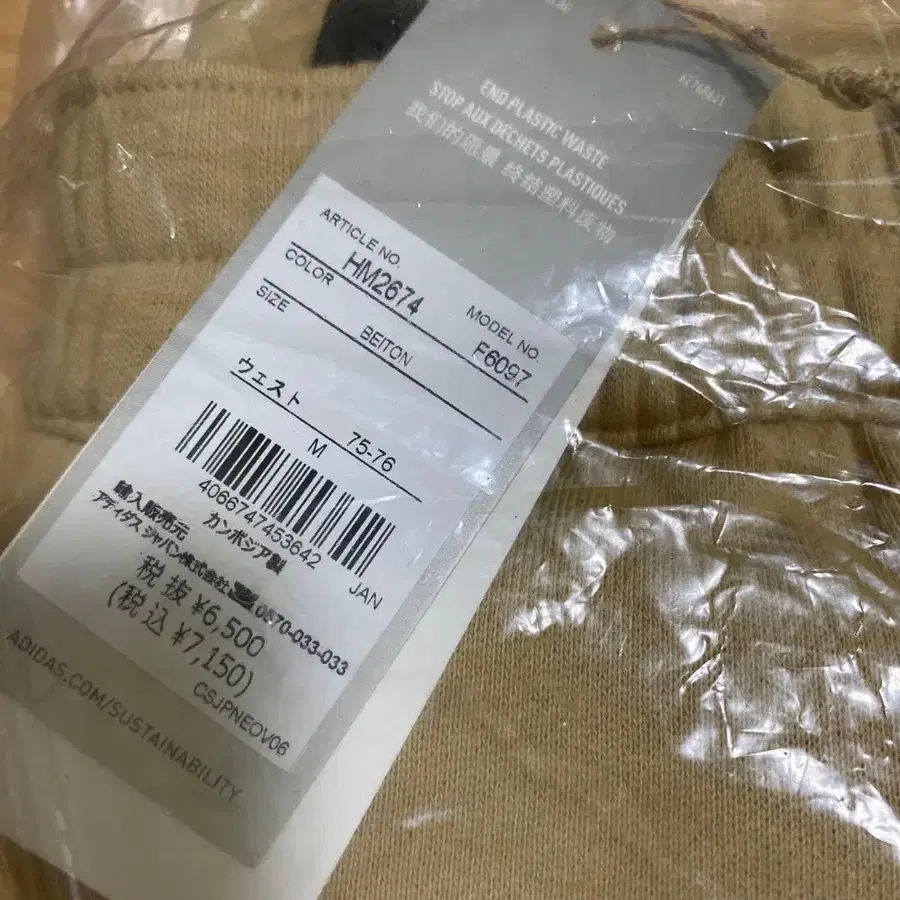 END PLASTIC WASTE
STOP AUX DÉCHETS PLASTIQUES
我们的愿景 终结塑料废物
ARTICLE NO. MODEL NO.
HM2674 F6097
COLOR BEITON
SIZE
ウェスト 75-76
M
4066747453642 JAN
輸入販売元 カンボジア製
アディダス ジャパン株式会社 0570-033-033
税 抜 ¥6,500
(税 込 ¥7,150)
CSJPNEOV06
ADIDAS.COM/SUSTAINABILITY